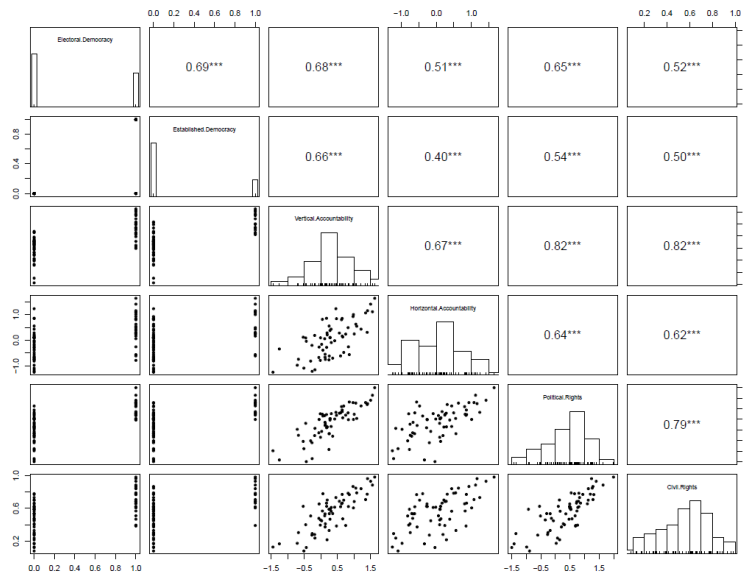 0.0 0.2 0.4 0.6 0.8 1.0
−1.0 0.0 0.5 1.0 1.5
0.2 0.4 0.6 0.8 1.0
Electoral.Democracy
0.69***
0.68***
0.51***
0.65***
0.52***
0.0 0.4 0.8
Established.Democracy
0.66***
0.40***
0.54***
0.50***
Vertical.Accountability
0.67***
0.82***
0.82***
−1.0 0.0 1.0
Horizontal.Accountability
0.64***
0.62***
Political.Rights
0.79***
0.2 0.6 1.0
Civil.Rights
0.0 0.2 0.4 0.6 0.8 1.0
−1.5 −0.5 0.5 1.5
−1.5 −0.5 0.5 1.5